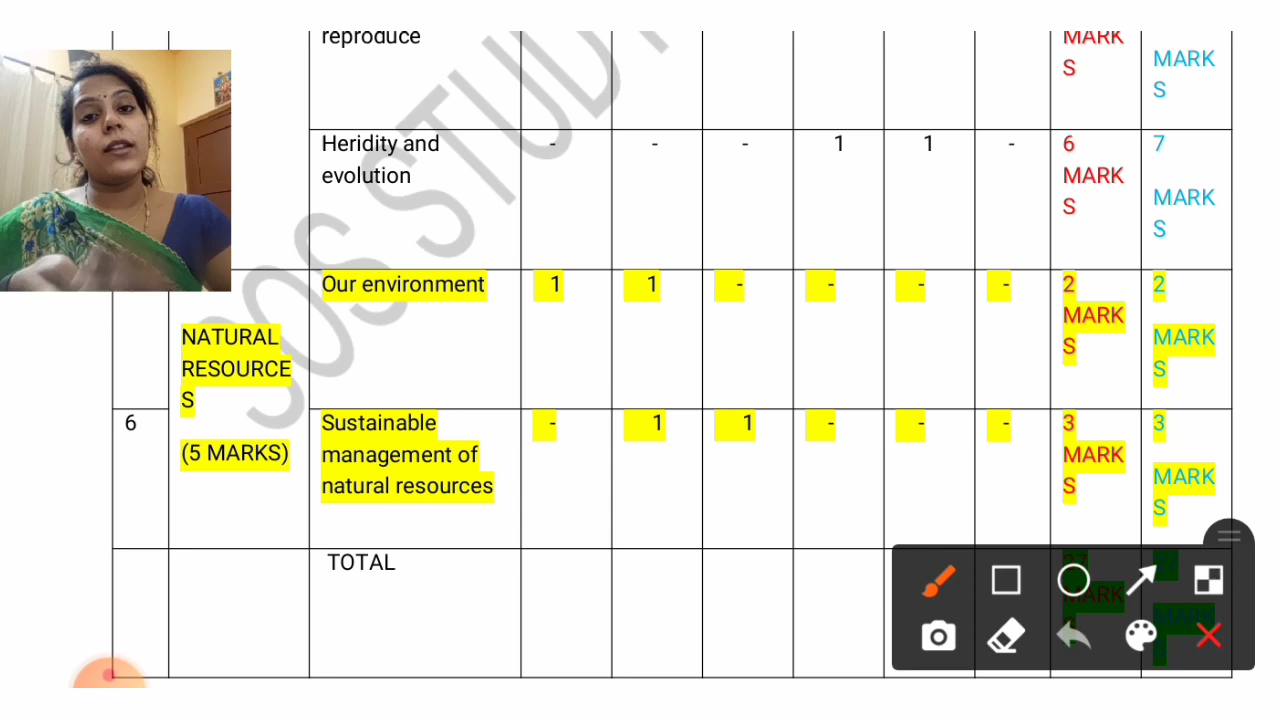 reproduce
MARK
S
MARK
S
Heridity and
evolution
-
-
-
1
1
-
6
MARK
S
7
MARK
S
Our environment
1
1
-
-
-
-
2
MARK
S
2
MARK
S
NATURAL
RESOURCE
S
(5 MARKS)
6
Sustainable
management of
natural resources
-
1
1
-
-
-
3
MARK
S
3
MARK
S
TOTAL